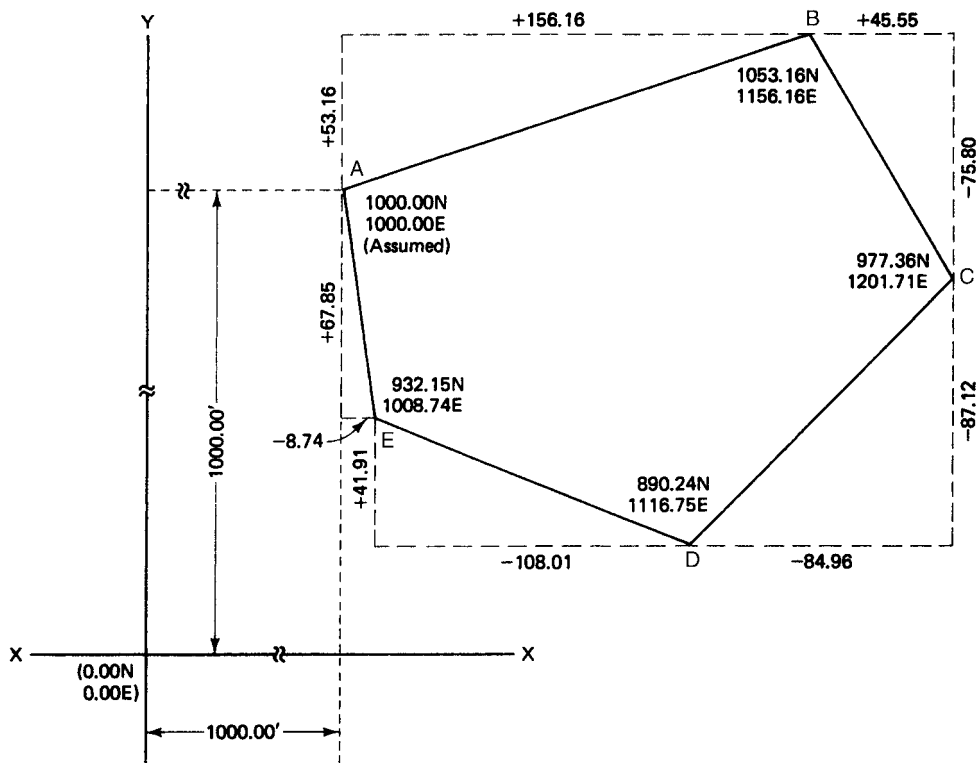 Y
+156.16
B
+45.55
1053.16N
1156.16E
+53.16
−75.80
A
1000.00N
1000.00E
(Assumed)
977.36N
1201.71E
C
+67.85
932.15N
1008.74E
−8.74
E
1000.00′
+41.91
890.24N
1116.75E
−87.12
−108.01
D
−84.96
X
X
(0.00N
0.00E)
1000.00′